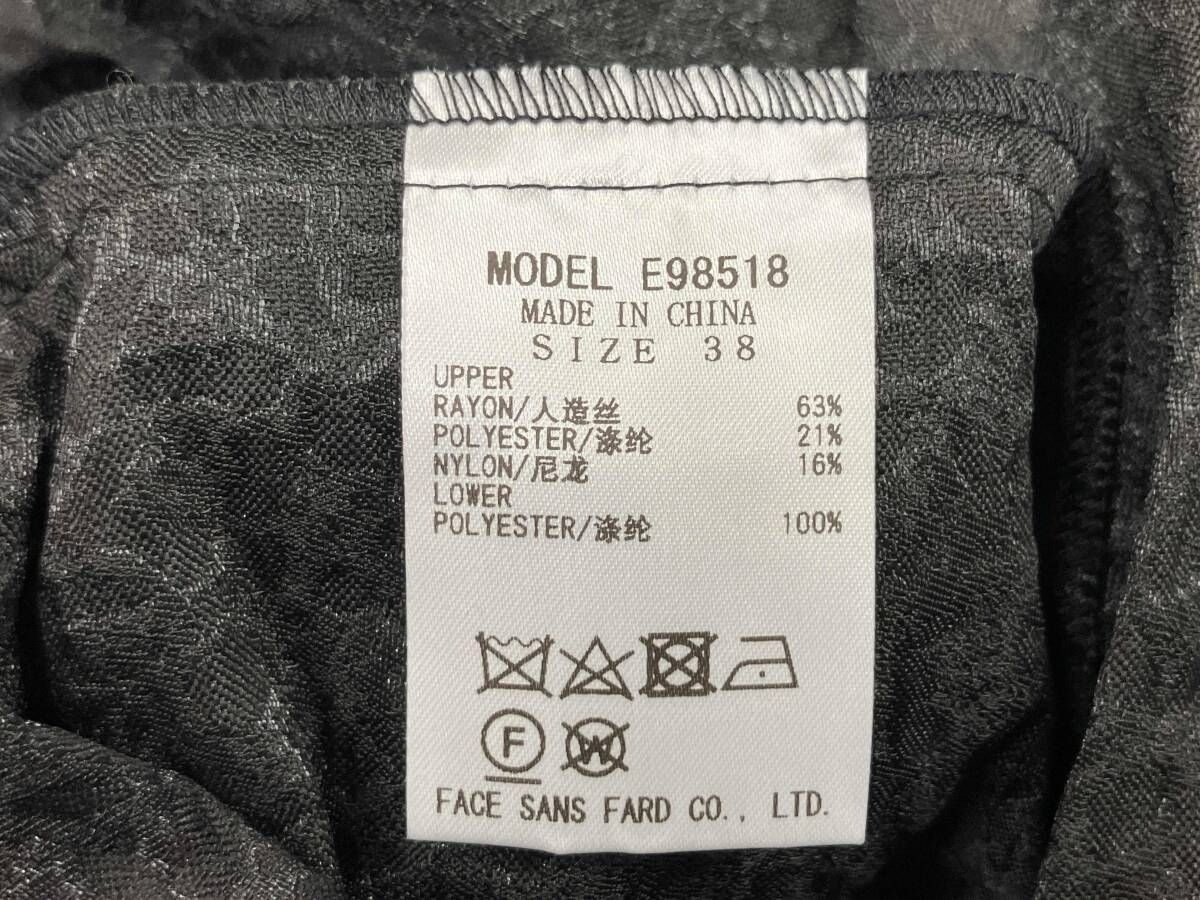 MODEL E98518
MADE IN CHINA
SIZE 38
UPPER
RAYON/人造丝 63%
POLYESTER/涤纶 21%
NYLON/尼龙 16%
LOWER
POLYESTER/涤纶 100%
F W
FACE SANS FARD CO., LTD.